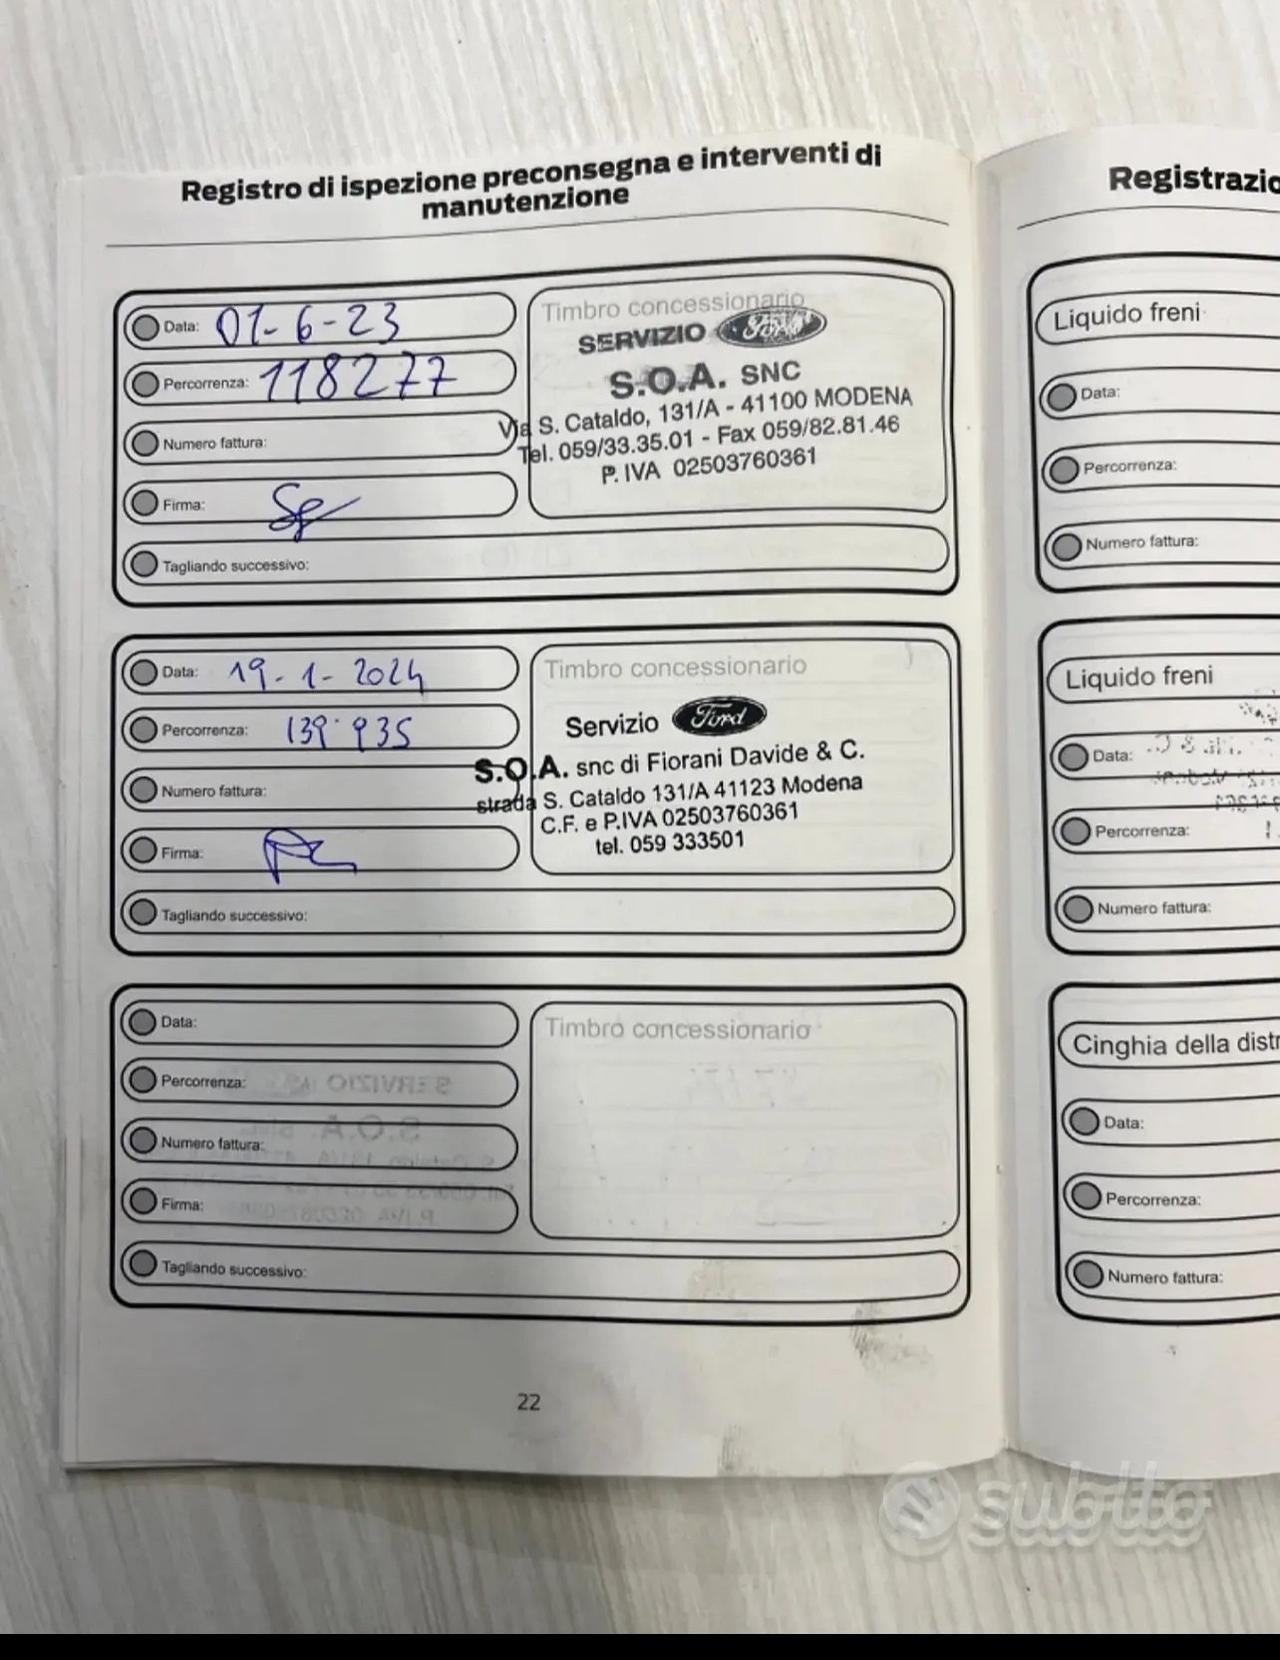 Registro di ispezione preconsegna e interventi di
manutenzione
Data: 01-6-23
Percorrenza: 118277
Numero fattura:
Firma:
Tagliando successivo:
Timbro concessionario
SERVIZIO Ford
S.O.A. SNC
Via S. Cataldo, 131/A - 41100 MODENA
Tel. 059/33.35.01 - Fax 059/82.81.46
P. IVA 02503760361
Data: 19-1-2024
Percorrenza: 139.935
Numero fattura:
Firma:
Tagliando successivo:
Timbro concessionario
Servizio Ford
S.O.A. snc di Fiorani Davide & C.
strada S. Cataldo 131/A 41123 Modena
C.F. e P.IVA 02503760361
tel. 059 333501
Data:
Percorrenza:
Numero fattura:
Firma:
Tagliando successivo:
Timbro concessionario
22
Registrazio
Liquido freni
Data:
Percorrenza:
Numero fattura:
Liquido freni
Data:
Percorrenza:
Numero fattura:
Cinghia della distr
Data:
Percorrenza:
Numero fattura:
subito